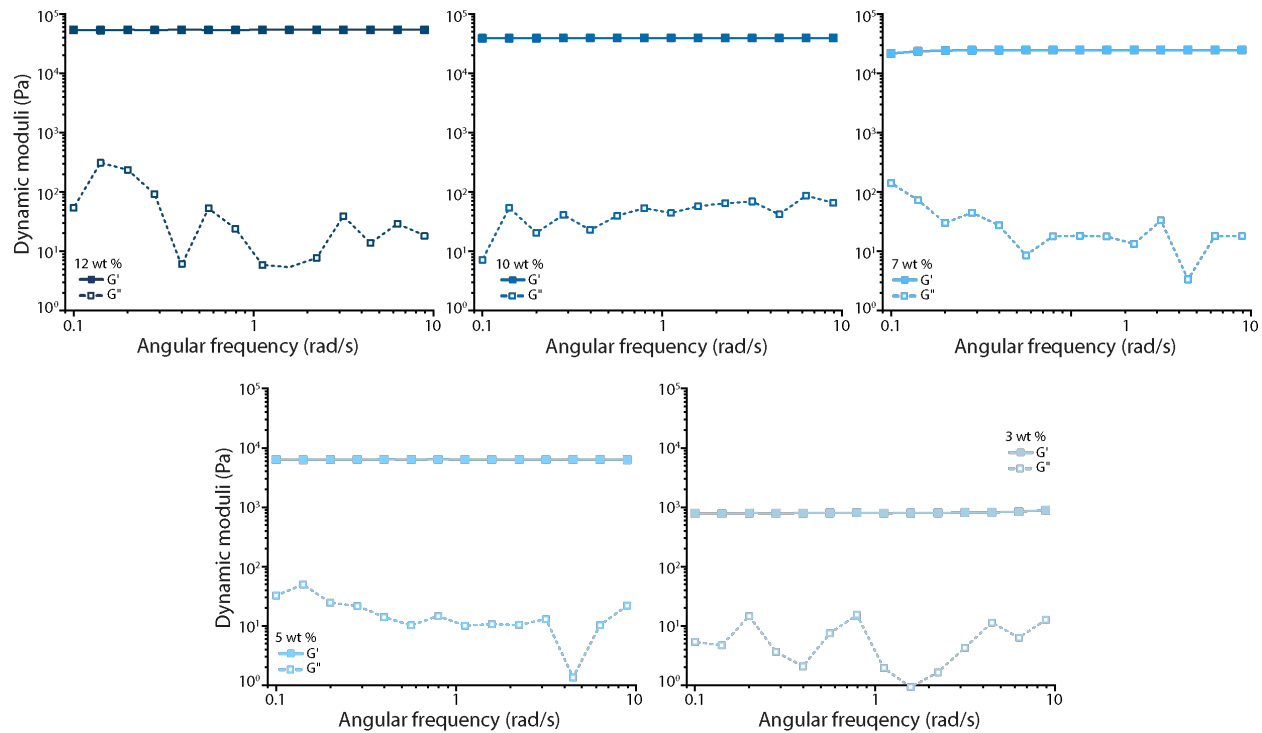 Dynamic moduli (Pa)
10⁵
10⁴
10³
10²
10¹
10⁰
12 wt %
G'
G"
0.1 1 10
Angular frequency (rad/s)
10⁵
10⁴
10³
10²
10¹
10⁰
10 wt %
G'
G"
0.1 1 10
Angular frequency (rad/s)
10⁵
10⁴
10³
10²
10¹
10⁰
7 wt %
G'
G"
0.1 1 10
Angular frequency (rad/s)
Dynamic moduli (Pa)
10⁵
10⁴
10³
10²
10¹
10⁰
5 wt %
G'
G"
0.1 1 10
Angular frequency (rad/s)
10⁵
10⁴
10³
10²
10¹
10⁰
3 wt %
G'
G"
0.1 1 10
Angular freuqency (rad/s)